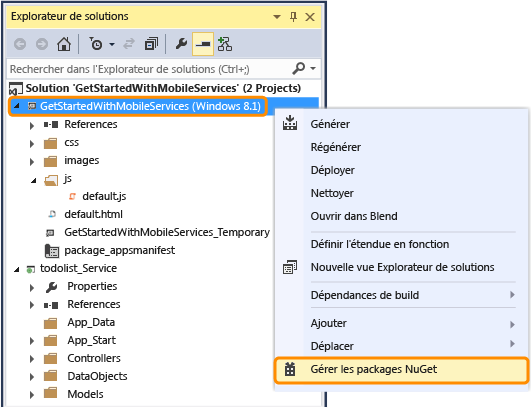 Explorateur de solutions
Rechercher dans l'Explorateur de solutions (Ctrl+;)
Solution 'GetStartedWithMobileServices' (2 Projects)
GetStartedWithMobileServices (Windows 8.1)
References
css
images
js
default.js
default.html
GetStartedWithMobileServices_Temporary
package_appsmanifest
todolist_Service
Properties
References
App_Data
App_Start
Controllers
DataObjects
Models
Générer
Régénérer
Déployer
Nettoyer
Ouvrir dans Blend
Définir l'étendue en fonction
Nouvelle vue Explorateur de solutions
Dépendances de build
Ajouter
Déplacer
Gérer les packages NuGet